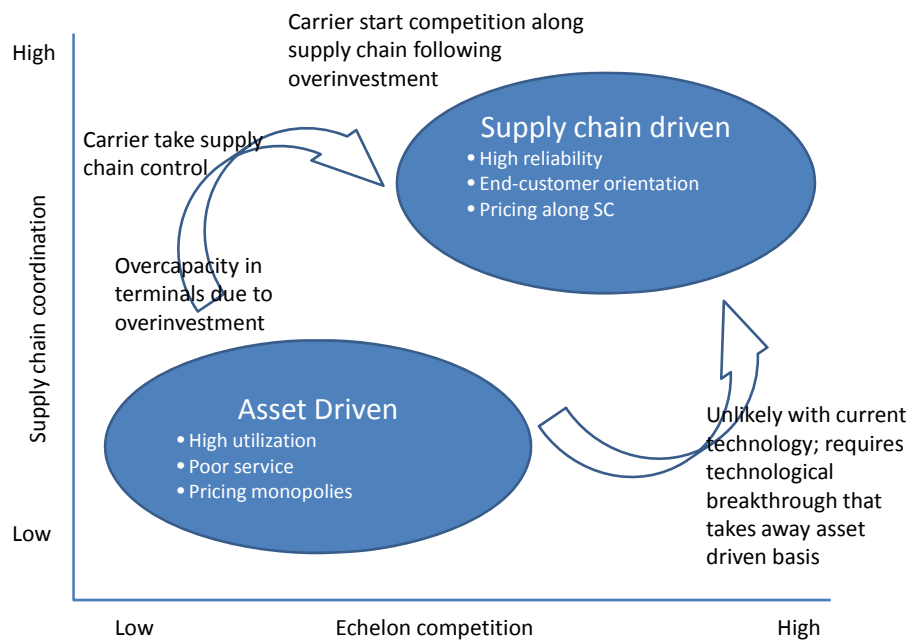 Carrier start competition along
supply chain following
overinvestment
High
Carrier take supply
chain control
Supply chain driven
• High reliability
• End-customer orientation
• Pricing along SC
Supply chain coordination
Overcapacity in
terminals due to
overinvestment
Asset Driven
• High utilization
• Poor service
• Pricing monopolies
Unlikely with current
technology; requires
technological
breakthrough that
takes away asset
driven basis
Low
Low
Echelon competition
High